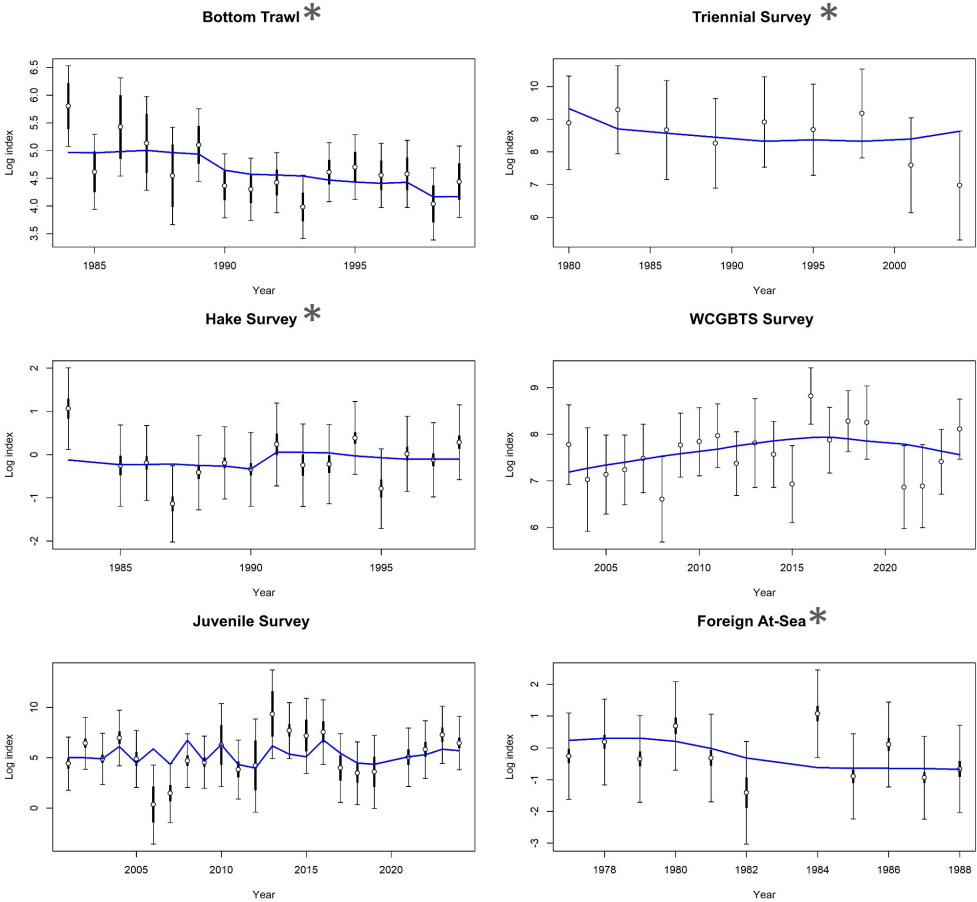 Bottom Trawl *
Log index
6.5
6.0
5.5
5.0
4.5
4.0
3.5
1985 1990 1995
Year
Triennial Survey *
Log index
10
9
8
7
6
1980 1985 1990 1995 2000
Year
Hake Survey *
Log index
2
1
0
-1
-2
1985 1990 1995
Year
WCGBTS Survey
Log index
9
8
7
6
2005 2010 2015 2020
Year
Juvenile Survey
Log index
10
5
0
2005 2010 2015 2020
Year
Foreign At-Sea *
Log index
2
1
0
-1
-2
-3
1978 1980 1982 1984 1986 1988
Year